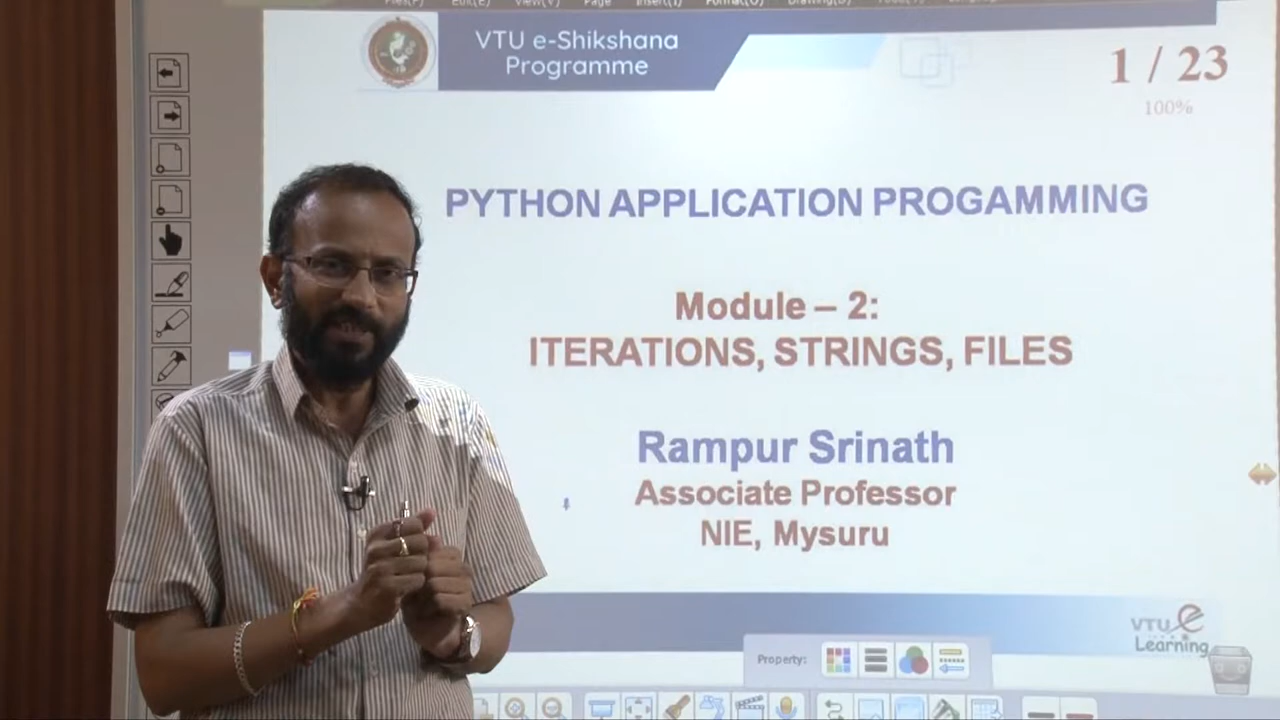 VTU e-Shikshana
Programme
1 / 23
100%
PYTHON APPLICATION PROGAMMING
Module – 2:
ITERATIONS, STRINGS, FILES
Rampur Srinath
Associate Professor
NIE, Mysuru
VTU e
Learning
Property: